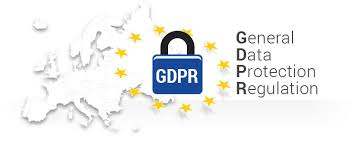 GDPR
General
Data
Protection
Regulation